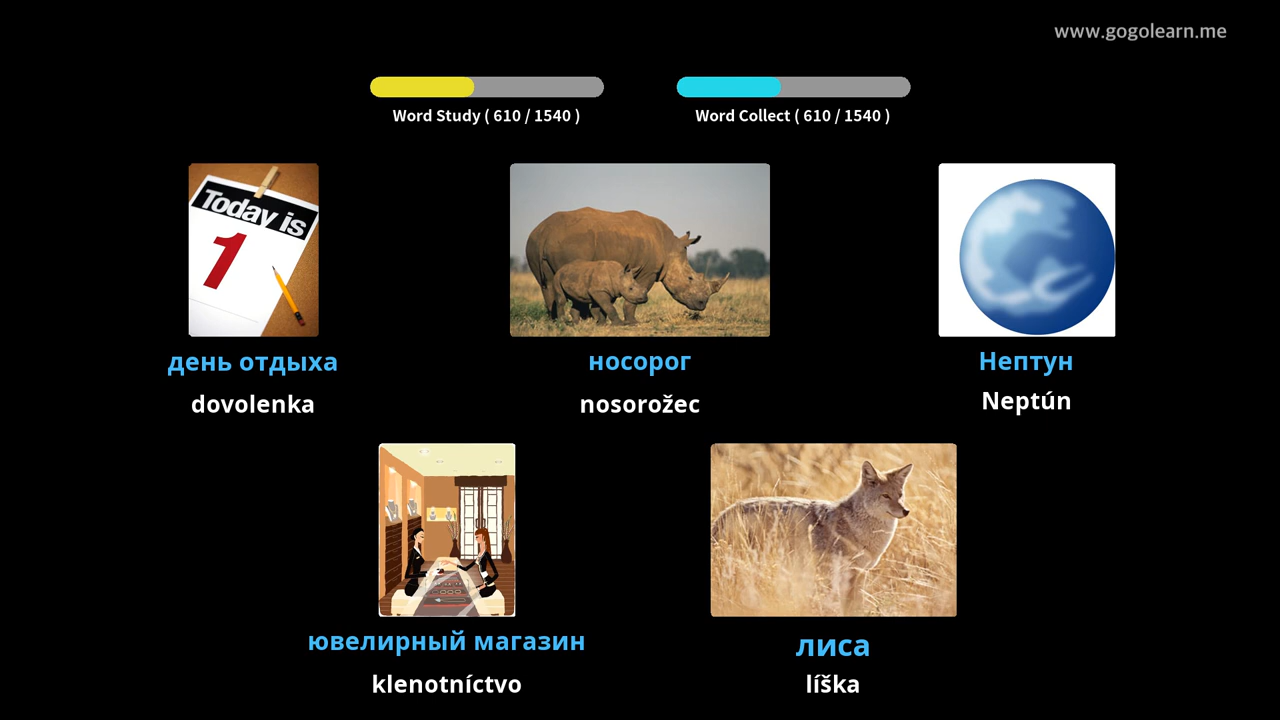 www.gogolearn.me
Word Study ( 610 / 1540 )
Word Collect ( 610 / 1540 )
Today is
1
день отдыха
dovolenka
носорог
nosorožec
Нептун
Neptún
ювелирный магазин
klenotníctvo
лиса
líška